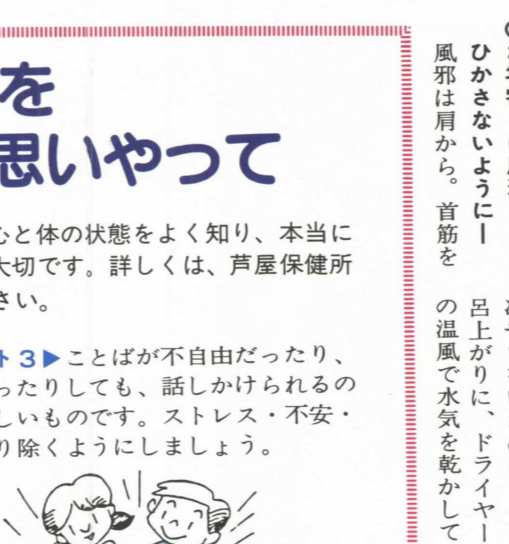 を
思いやって
心と体の状態をよく知り、本当に
大切です。詳しくは、芦屋保健所
さい。
ト3▶ことばが不自由だったり、
ったりしても、話しかけられるの
しいものです。ストレス・不安・
り除くようにしましょう。
ひかさないようにー
風邪は肩から。首筋を
呂上がりに、ドライヤー
の温風で水気を乾かして